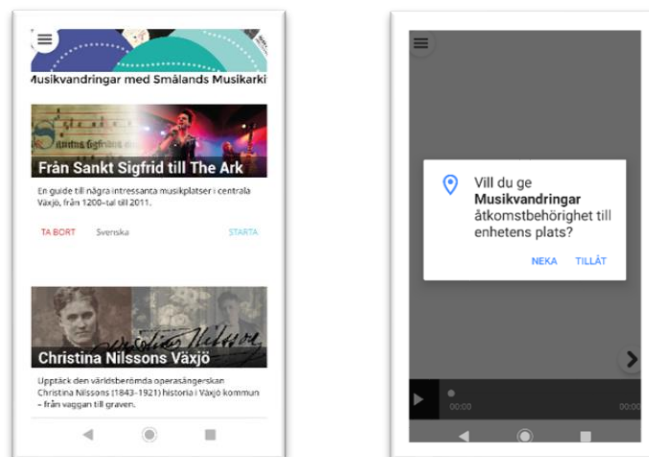 Musikvandringar med Smålands Musikarki
Från Sankt Sigfrid till The Ark
En guide till några intressanta musikplatser i centrala
Växjö, från 1200-tal till 2011.
TA BORT Svenska STARTA
Christina Nilssons Växjö
Upptäck den världsberömda operasångerskan
Christina Nilssons (1843–1921) historia i Växjö kommun
– från vaggan till graven.
Vill du ge
Musikvandringar
åtkomstbehörighet till
enhetens plats?
NEKA TILLÅT
00:00 00:00